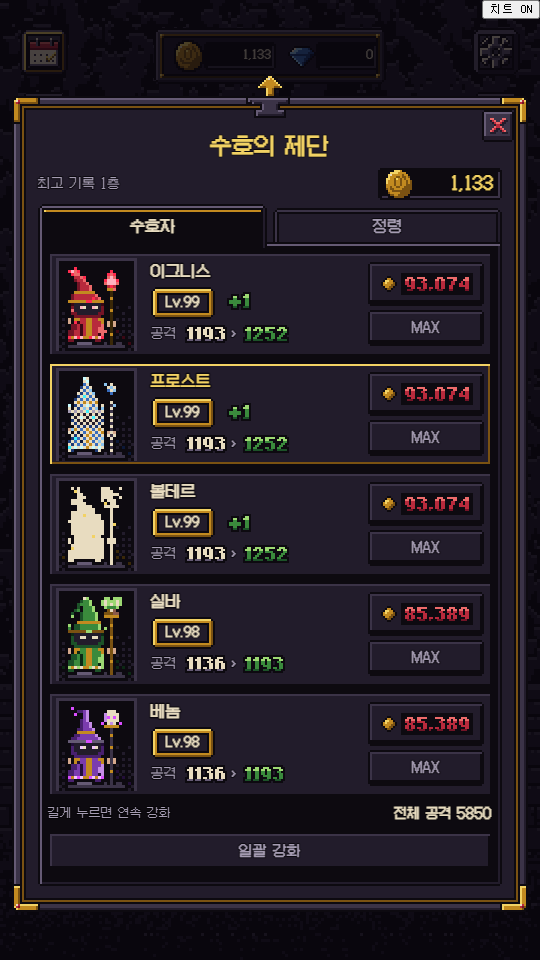 치트 ON
1,133
0
수호의 제단
최고 기록 1층
1,133
수호자
정령
이그니스
93.074
Lv.99 +1
공격 1193 › 1252
MAX
프로스트
93.074
Lv.99 +1
공격 1193 › 1252
MAX
볼테르
93.074
Lv.99 +1
공격 1193 › 1252
MAX
실바
85.389
Lv.98
공격 1136 › 1193
MAX
베놈
85.389
Lv.98
공격 1136 › 1193
MAX
길게 누르면 연속 강화
전체 공격 5850
일괄 강화